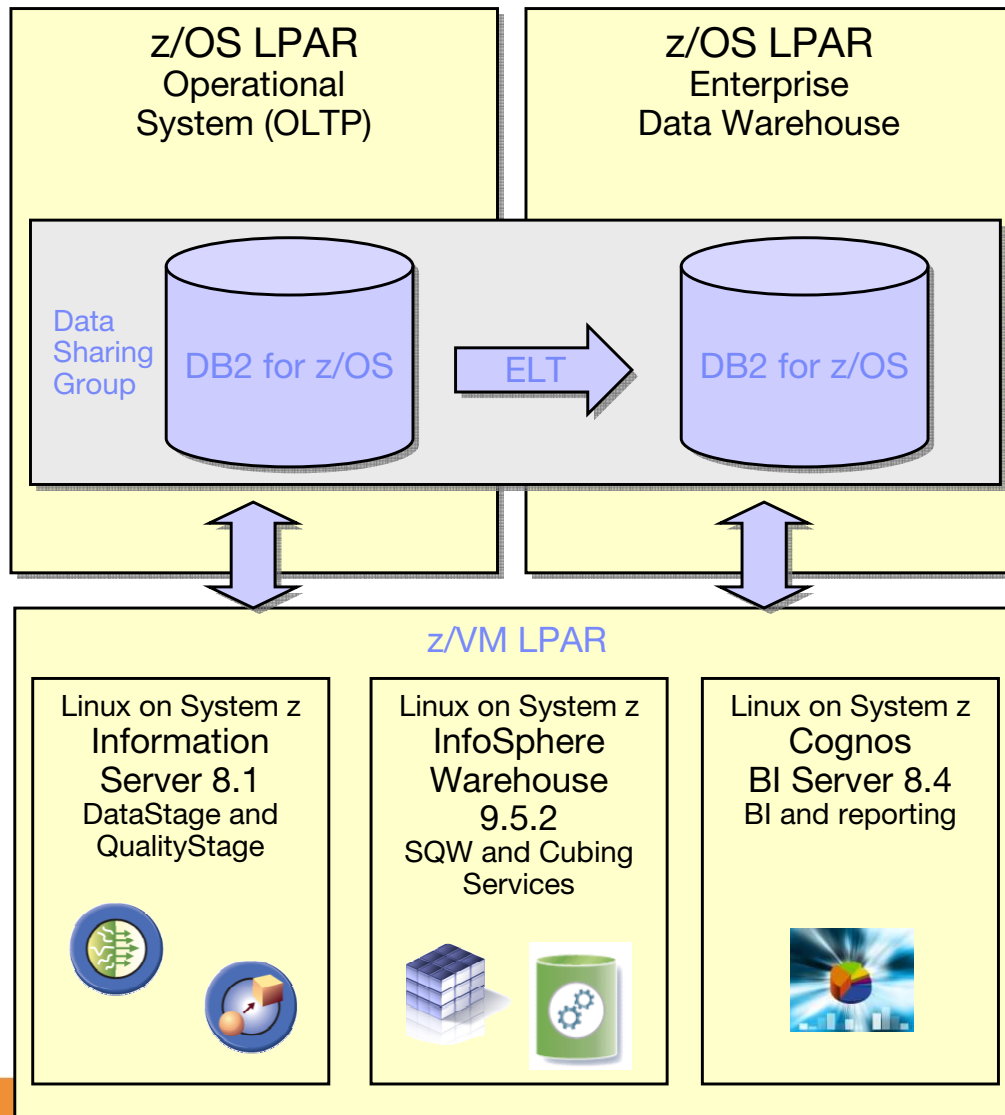 z/OS LPAR
Operational
System (OLTP)
z/OS LPAR
Enterprise
Data Warehouse
Data
Sharing
Group
DB2 for z/OS
ELT
DB2 for z/OS
z/VM LPAR
Linux on System z
Information
Server 8.1
DataStage and
QualityStage
Linux on System z
InfoSphere
Warehouse
9.5.2
SQW and Cubing
Services
Linux on System z
Cognos
BI Server 8.4
BI and reporting